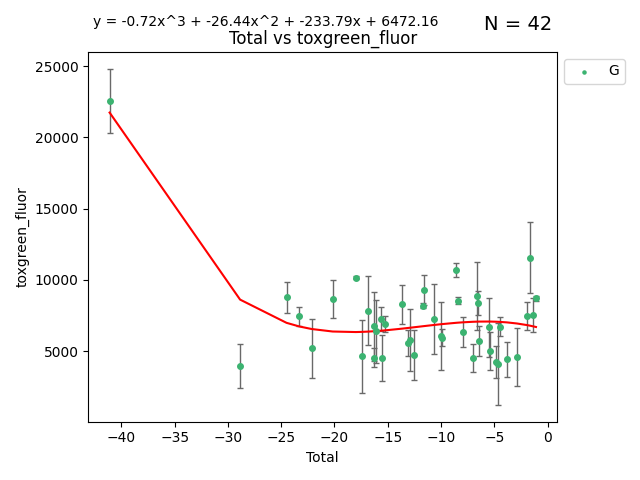 y = -0.72x^3 + -26.44x^2 + -233.79x + 6472.16
N = 42
Total vs toxgreen_fluor
G
25000
20000
15000
10000
5000
toxgreen_fluor
−40 −35 −30 −25 −20 −15 −10 −5 0
Total